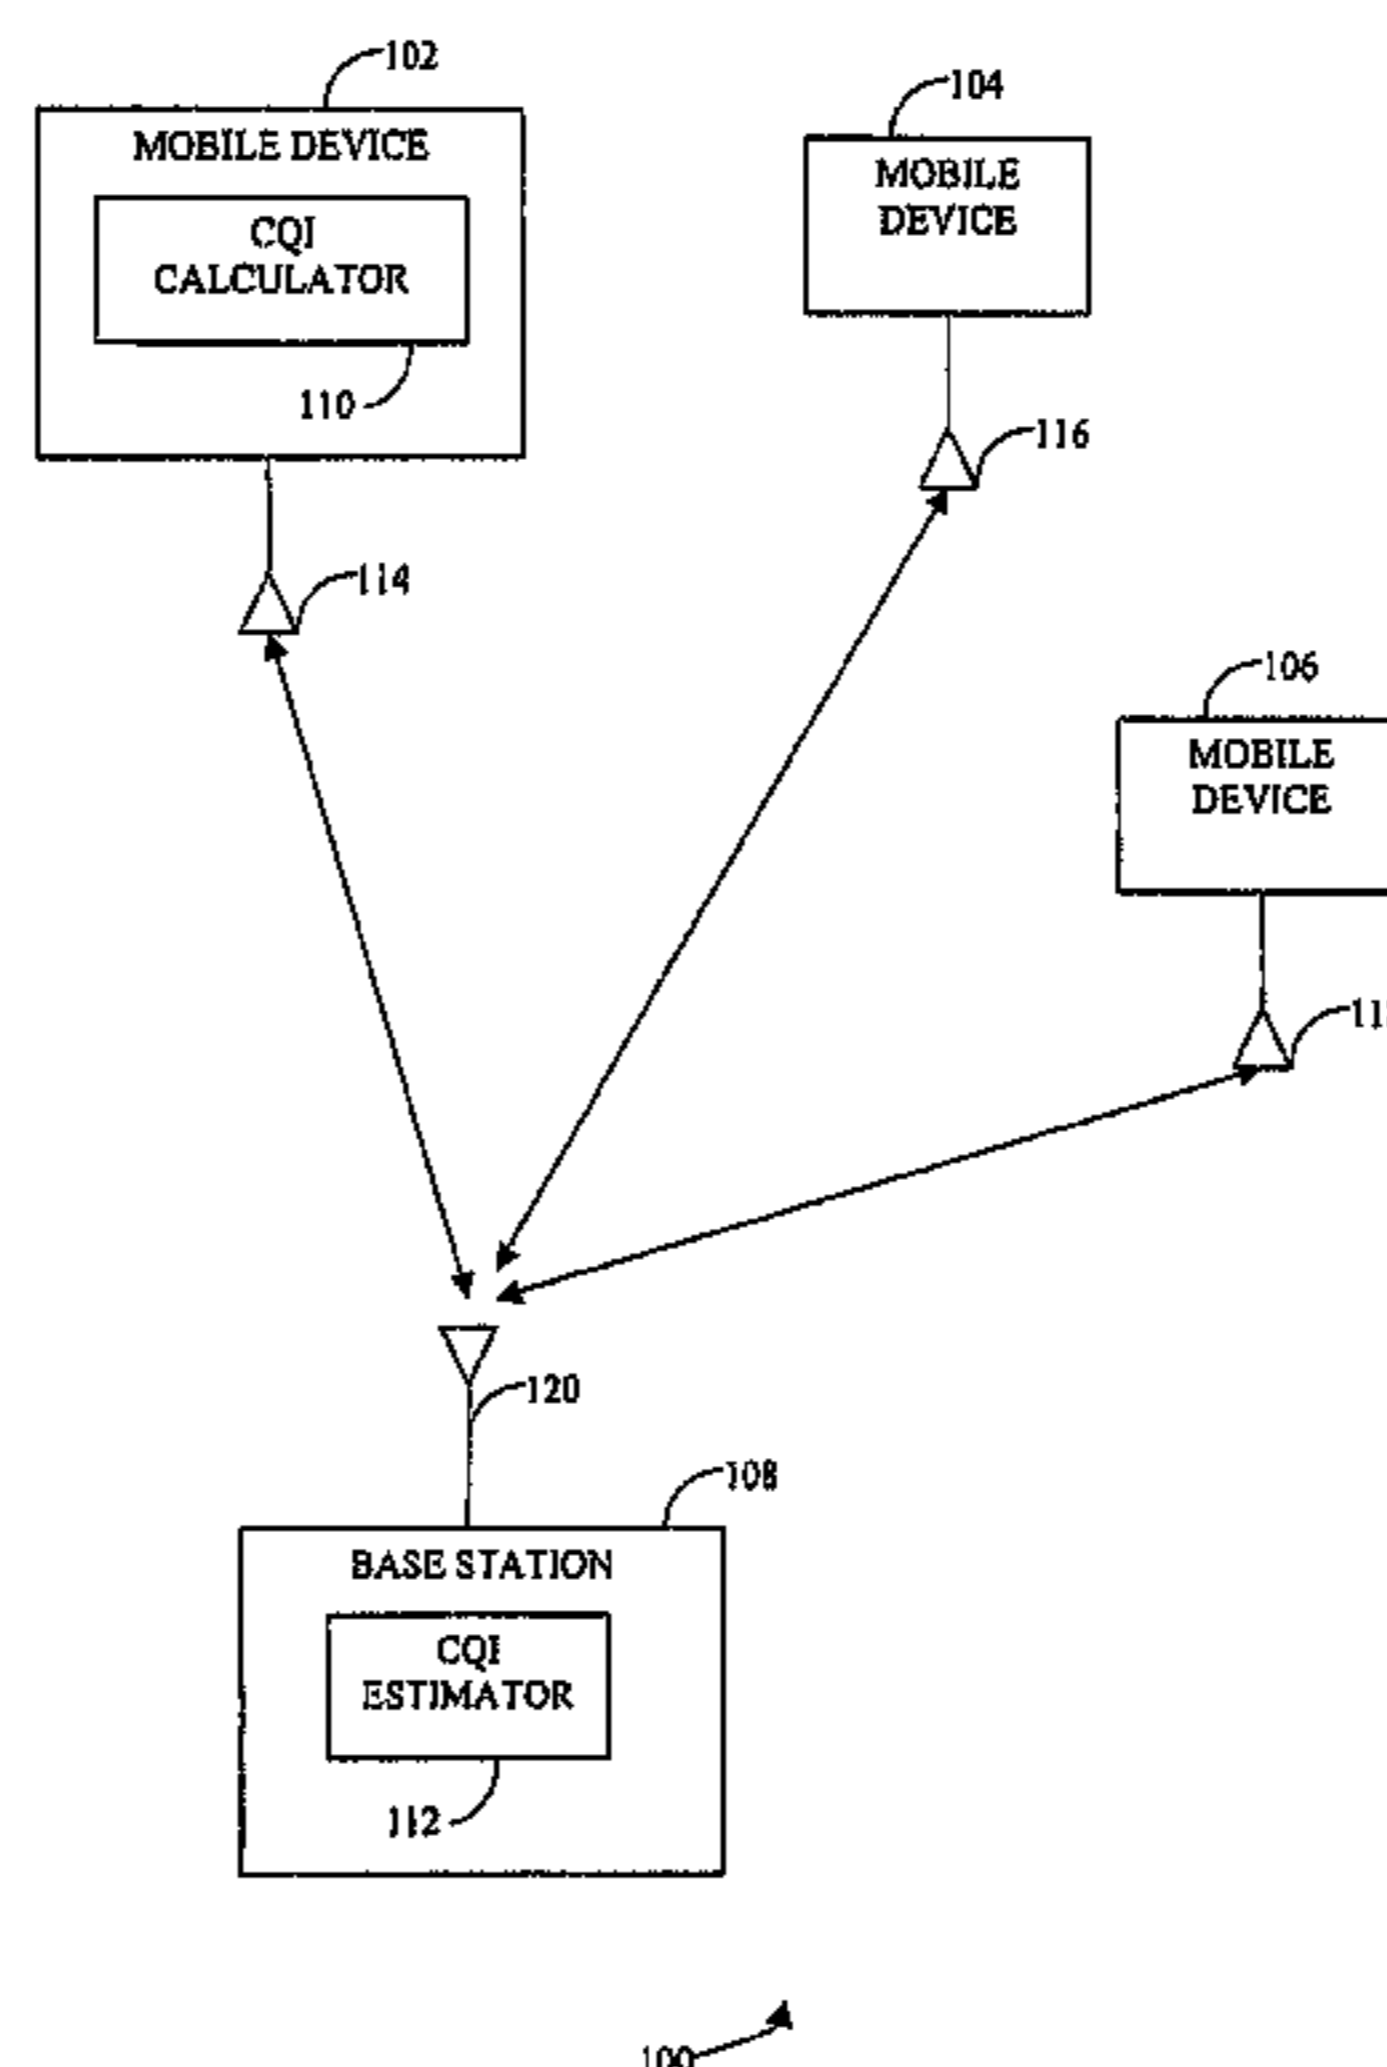 102
104
MOBILE DEVICE
MOBILE
DEVICE
CQI
CALCULATOR
110
116
114
106
MOBILE
DEVICE
120
108
BASE STATION
CQI
ESTIMATOR
112
100